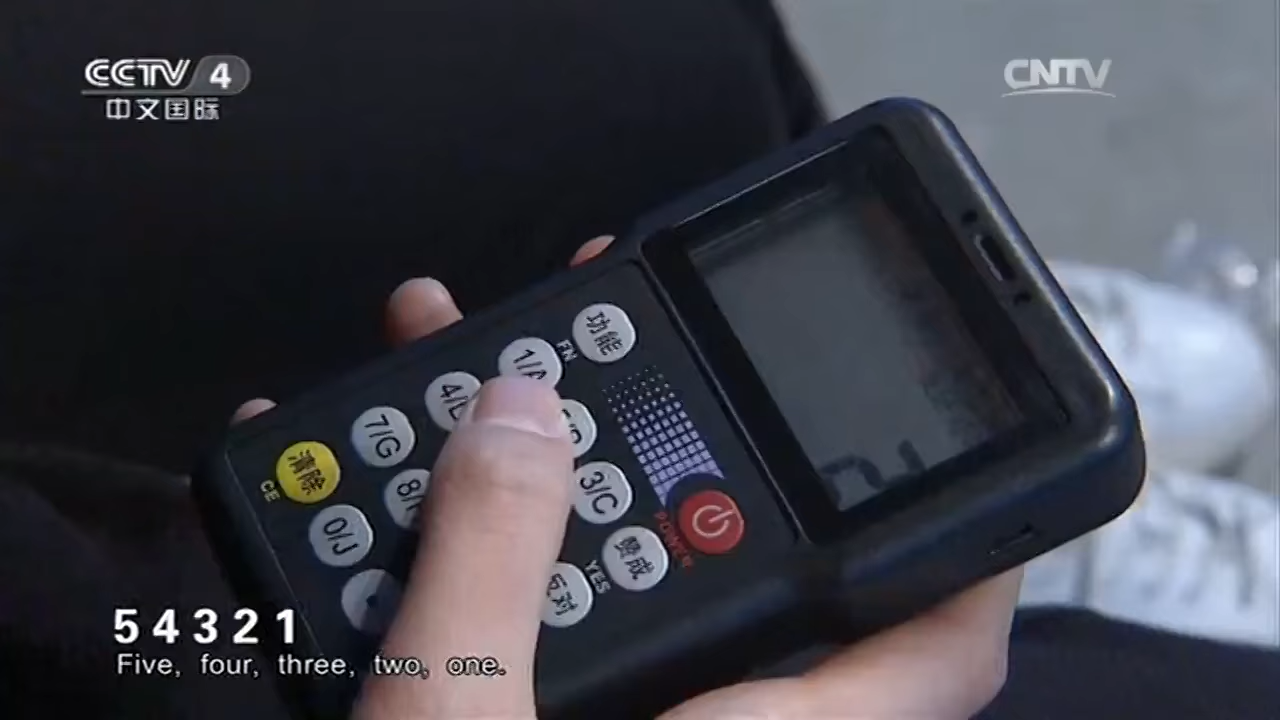 CCTV 4
中文国际
CNTV
功能
FN
1/A
4/
7/G
清除
CE
8/
3/C
0/J
POWER
赞成
YES
反对
5 4 3 2 1
Five, four, three, two, one.